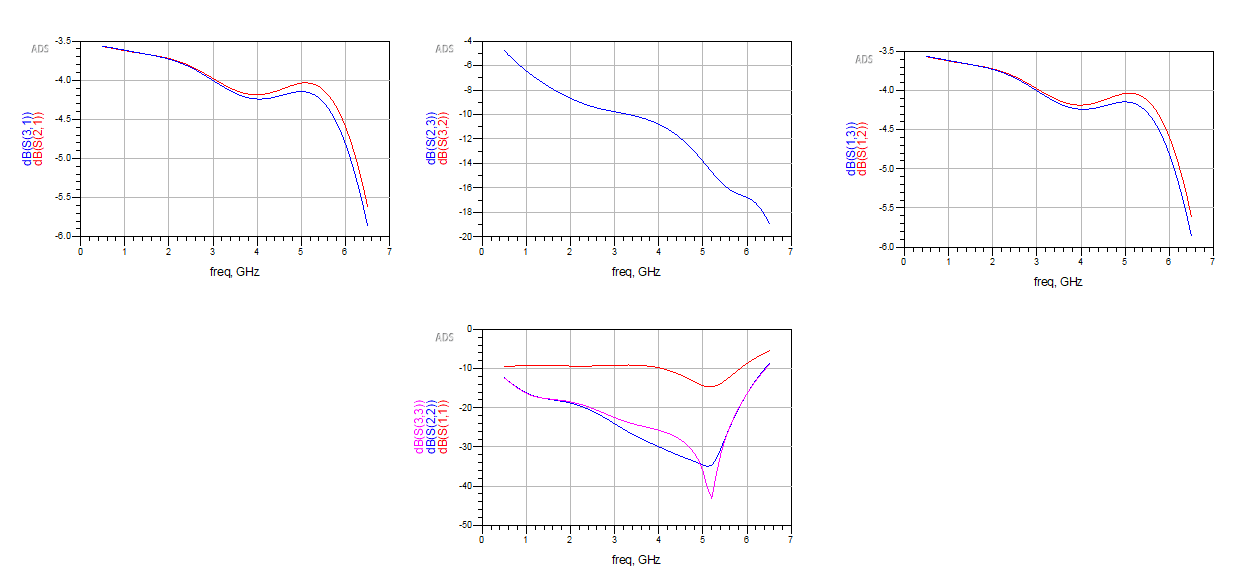 ADS
-3.5
-4.0
-4.5
-5.0
-5.5
-6.0
dB(S(3,1))
dB(S(2,1))
0 1 2 3 4 5 6 7
freq, GHz
ADS
-4
-6
-8
-10
-12
-14
-16
-18
-20
dB(S(2,3))
dB(S(3,2))
0 1 2 3 4 5 6 7
freq, GHz
ADS
-3.5
-4.0
-4.5
-5.0
-5.5
-6.0
dB(S(1,3))
dB(S(1,2))
0 1 2 3 4 5 6 7
freq, GHz
ADS
0
-10
-20
-30
-40
-50
dB(S(3,3))
dB(S(2,2))
dB(S(1,1))
0 1 2 3 4 5 6 7
freq, GHz